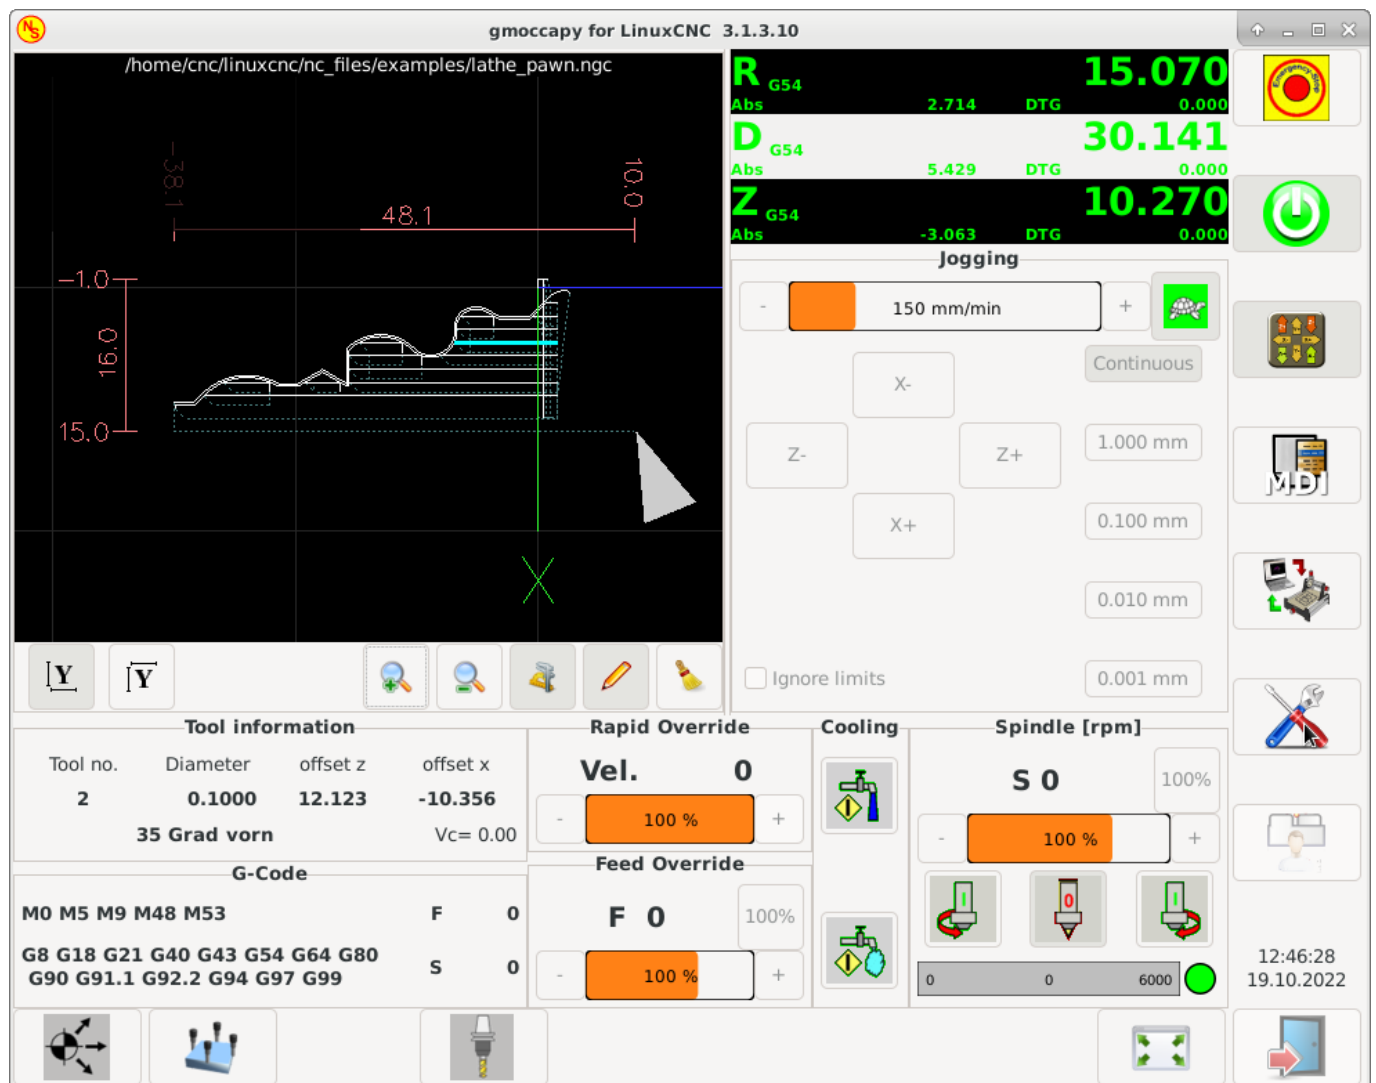 gmoccapy for LinuxCNC 3.1.3.10
/home/cnc/linuxcnc/nc_files/examples/lathe_pawn.ngc
-38.1
10.0
48.1
-1.0
16.0
15.0
X
R G54 15.070
Abs 2.714 DTG 0.000
D G54 30.141
Abs 5.429 DTG 0.000
Z G54 10.270
Abs -3.063 DTG 0.000
Jogging
- 150 mm/min +
Continuous
X-
Z- Z+
1.000 mm
X+
0.100 mm
0.010 mm
Ignore limits
0.001 mm
Emergency-Stop
MDI
Y Y
Tool information
Tool no. Diameter offset z offset x
2 0.1000 12.123 -10.356
35 Grad vorn Vc= 0.00
G-Code
M0 M5 M9 M48 M53 F 0
G8 G18 G21 G40 G43 G54 G64 G80
G90 G91.1 G92.2 G94 G97 G99
S 0
Rapid Override
Vel. 0
- 100 % +
Feed Override
F 0 100%
- 100 % +
Cooling
Spindle [rpm]
S 0 100%
- 100 % +
I 0 I
0 0 6000
12:46:28
19.10.2022